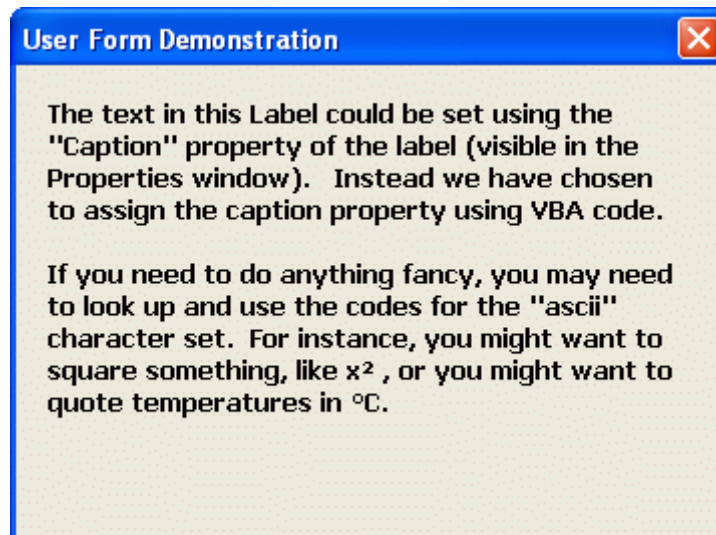 User Form Demonstration
The text in this Label could be set using the
"Caption" property of the label (visible in the
Properties window).   Instead we have chosen
to assign the caption property using VBA code.
If you need to do anything fancy, you may need
to look up and use the codes for the "ascii"
character set.  For instance, you might want to
square something, like x² , or you might want to
quote temperatures in ºC.